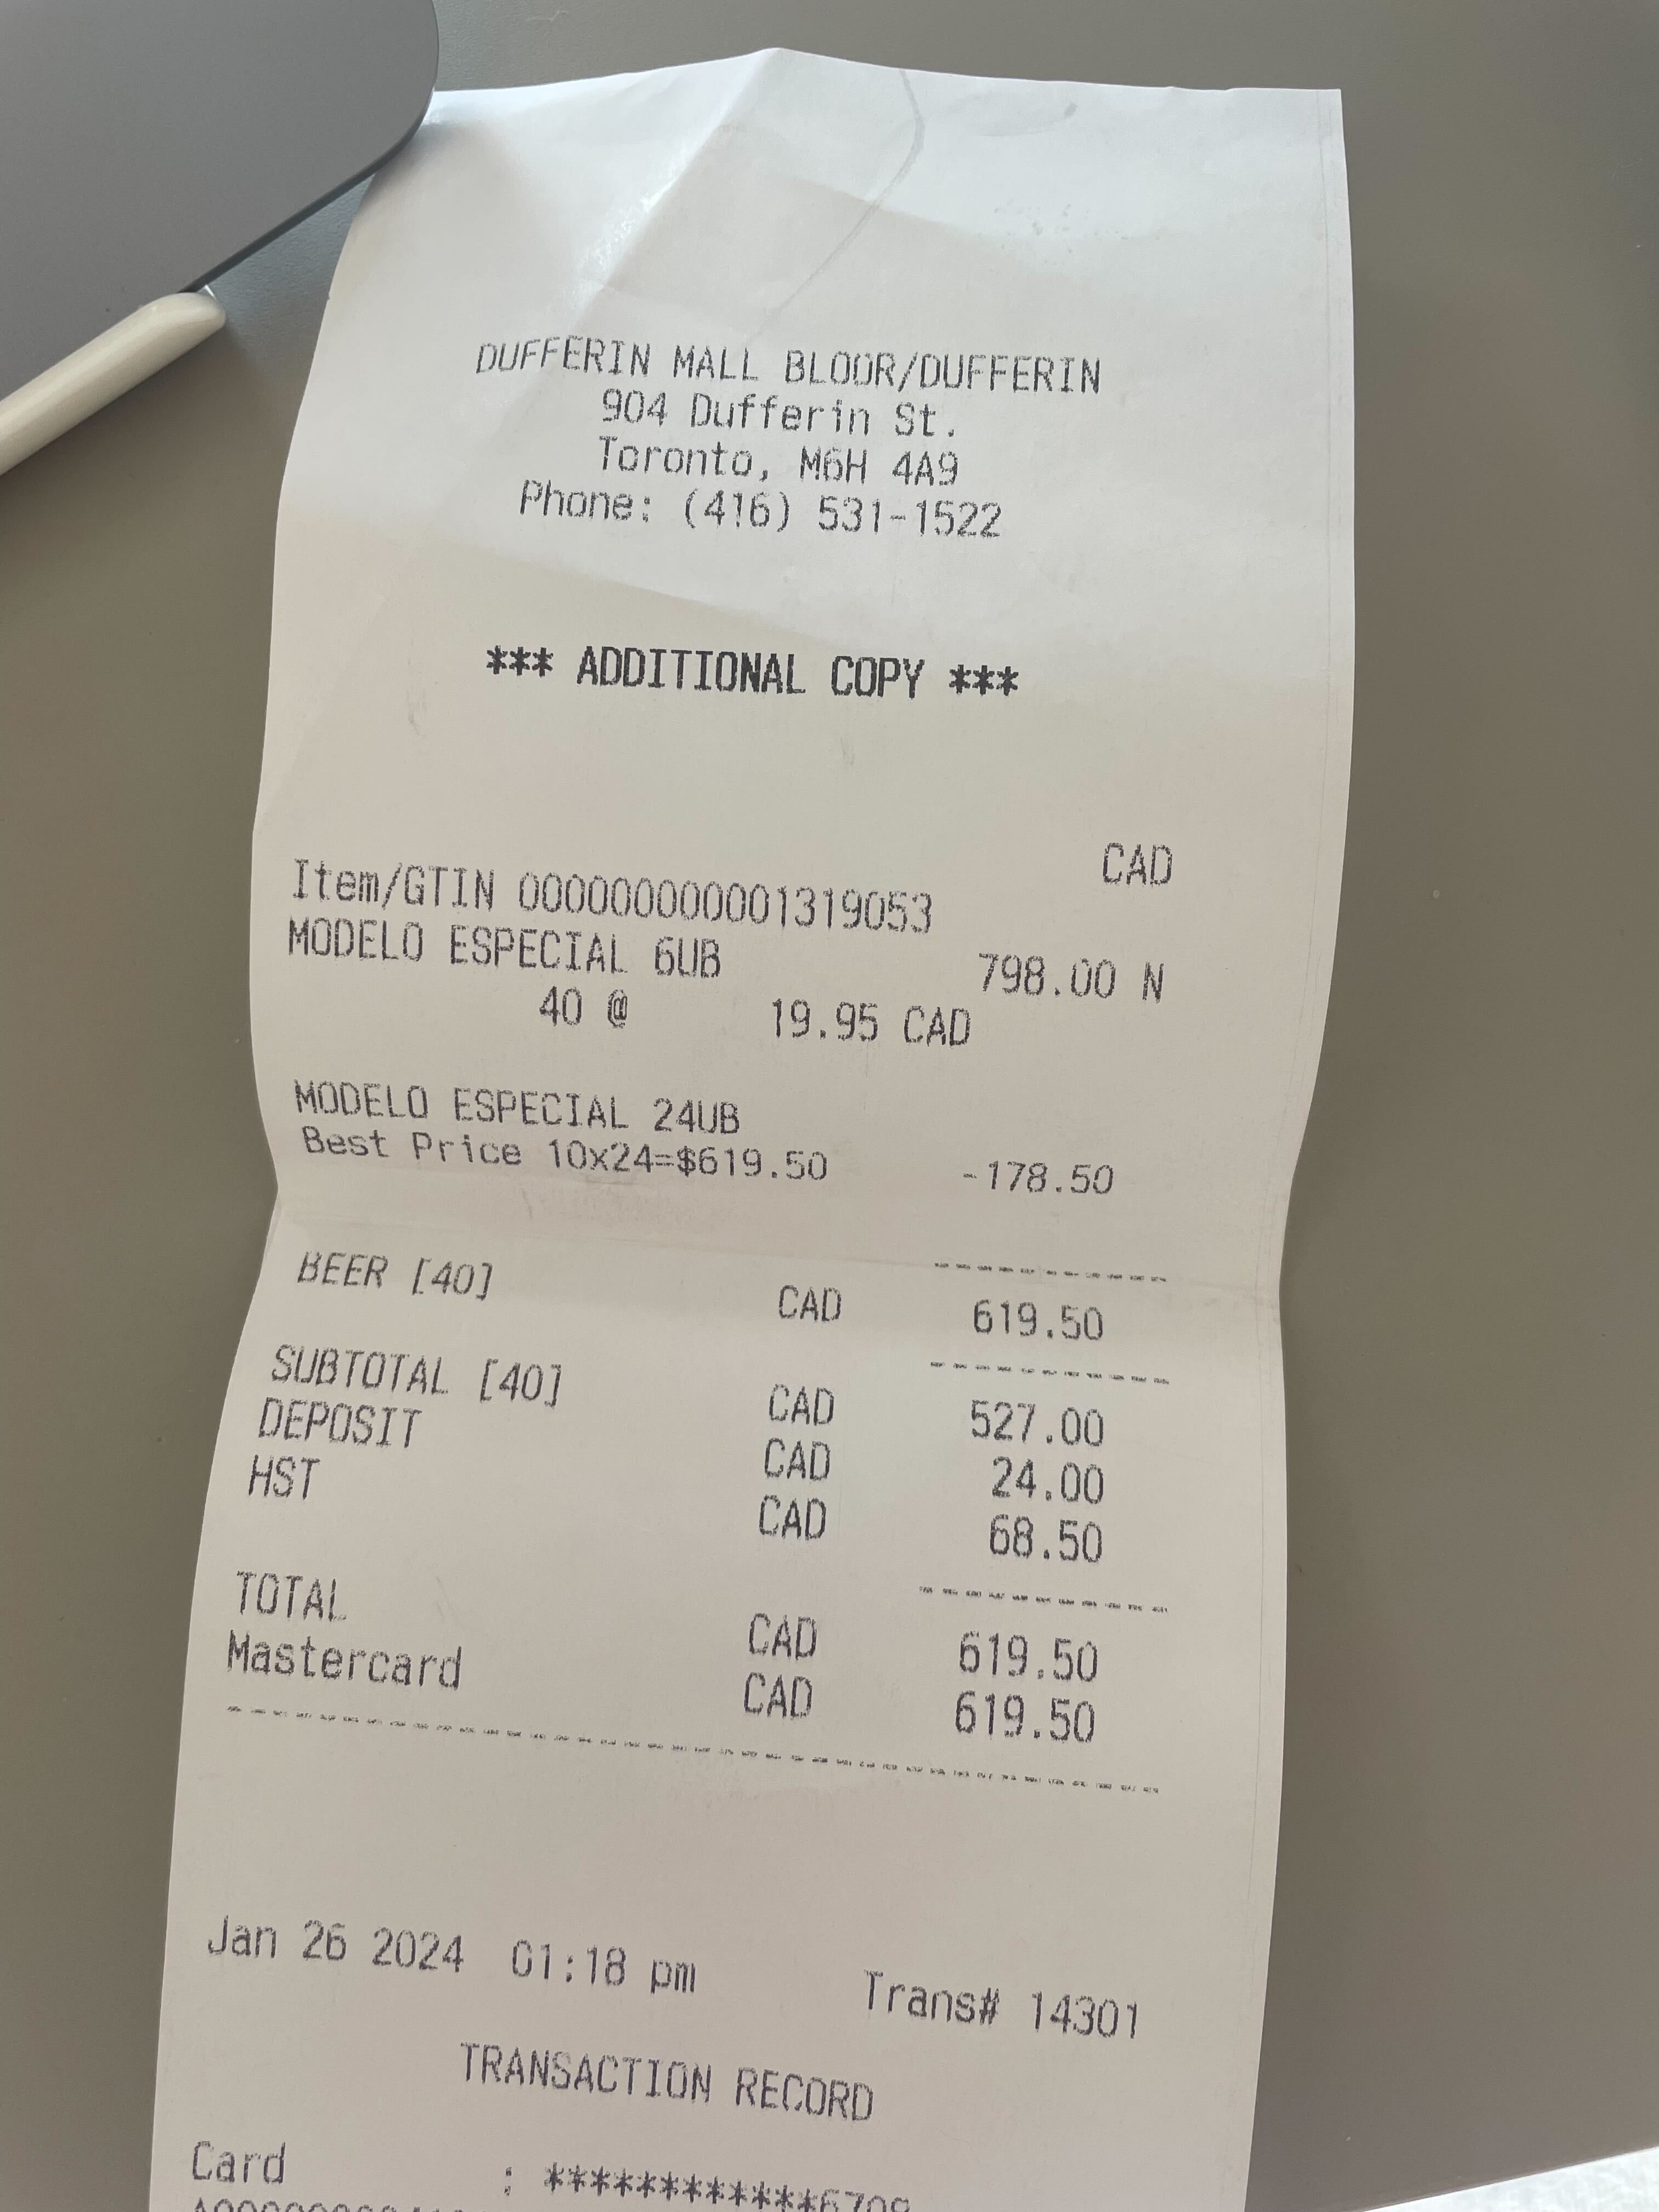 DUFFERIN MALL BLOOR/DUFFERIN
904 Dufferin St.
Toronto, M6H 4A9
Phone: (416) 531-1522
*** ADDITIONAL COPY ***
CAD
Item/GTIN 000000000001319053
MODELO ESPECIAL 6UB 798.00 N
40 @ 19.95 CAD
MODELO ESPECIAL 24UB
Best Price 10x24=$619.50 -178.50
BEER [40] CAD 619.50
SUBTOTAL [40] CAD 527.00
DEPOSIT CAD 24.00
HST CAD 68.50
TOTAL CAD 619.50
Mastercard CAD 619.50
Jan 26 2024 01:18 pm Trans# 14301
TRANSACTION RECORD
Card : ************6708